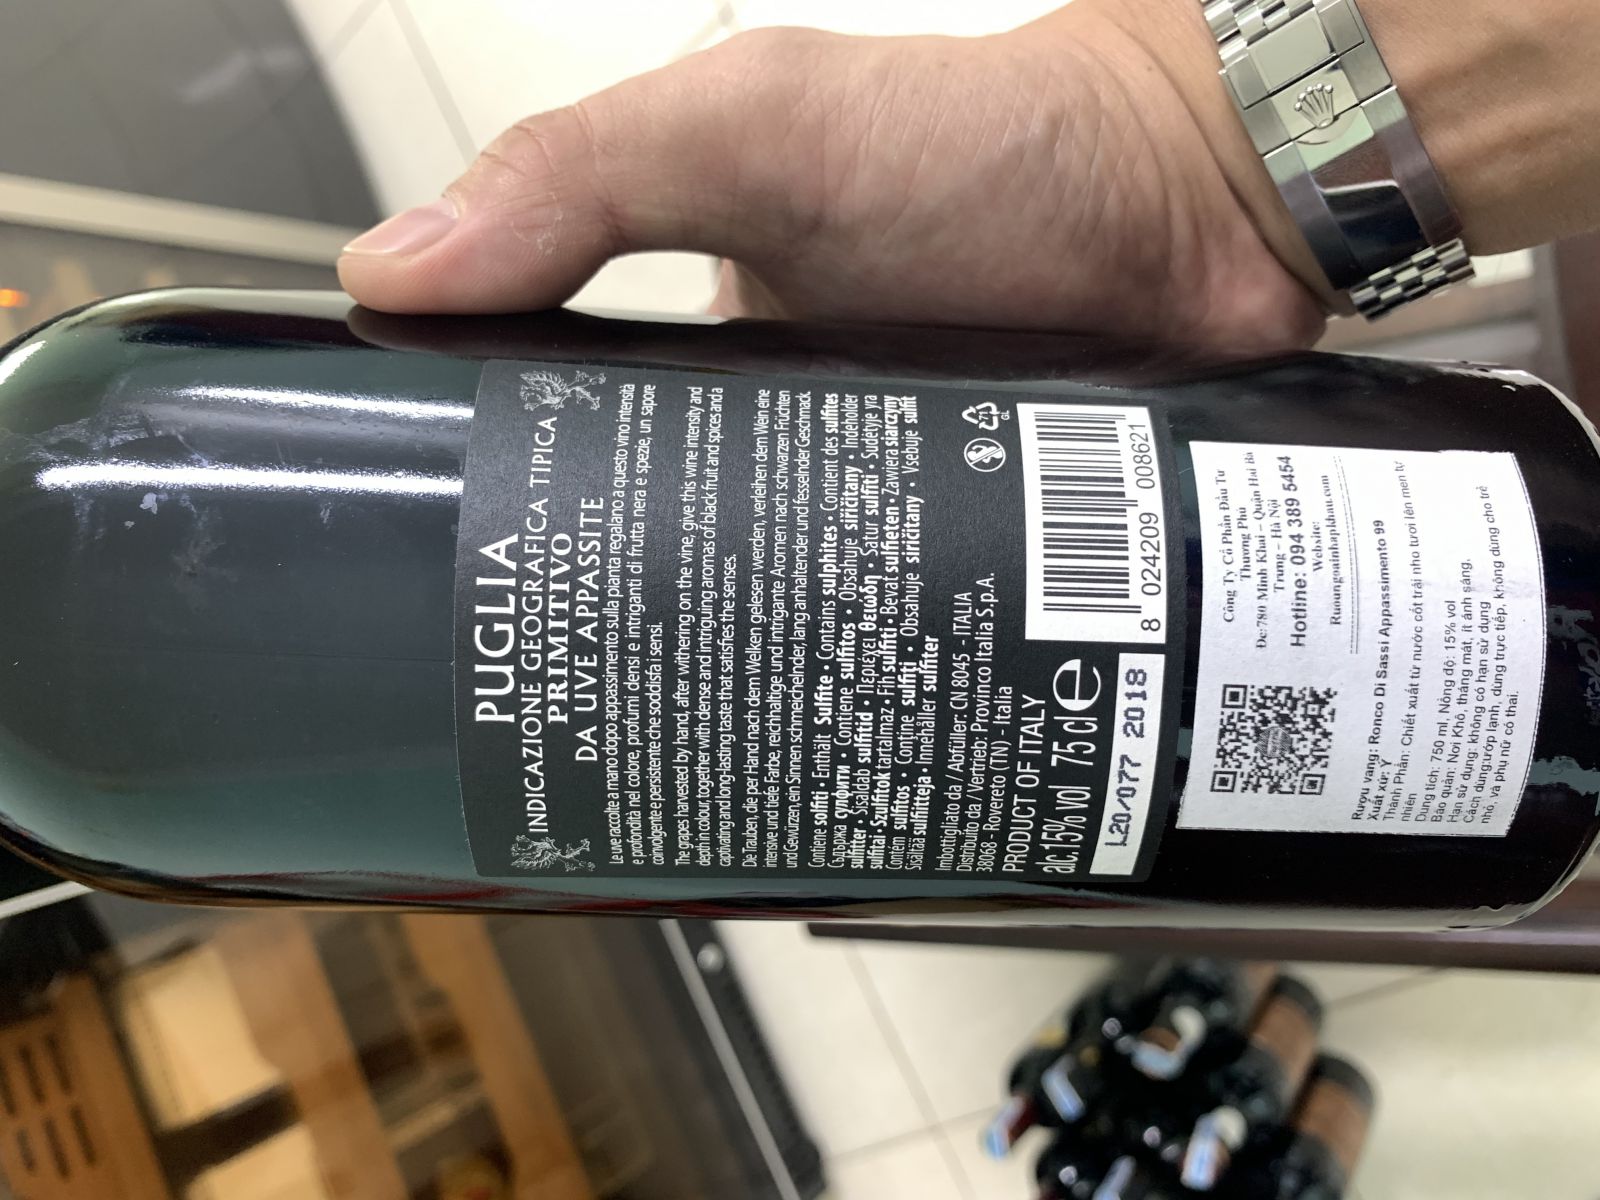 PUGLIA
INDICAZIONE GEOGRAFICA TIPICA
PRIMITIVO
DA UVE APPASSITE
Le uve raccolte a mano dopo appassimento sulla pianta regalano a questo vino intensità
e profondità nel colore, profumi densi e intriganti di frutta nera e spezie, un sapore
coinvolgente e persistente che soddisfa i sensi.
The grapes harvested by hand, after withering on the vine, give this wine intensity and
depth in colour, together with dense and intriguing aromas of black fruit and spices and a
captivating and long-lasting taste that satisfies the senses.
Die Trauben, die per Hand nach dem Welken gelesen werden, verleihen dem Wein eine
intensive und tiefe Farbe, reichhaltige und intrigante Aromen nach schwarzen Früchten
und Gewürzen, ein Sinnen schmeichelnder, lang anhaltender und fesselnder Geschmack.
Contiene solfiti · Enthält Sulfite · Contains sulphites · Contient des sulfites
Съдържа сулфити · Contiene sulfitos · Obsahuje siřičitany · Indeholder
sulfitter · Sisaldab sulfitid · Περιέχει θειώδη · Satur sulfīti · Sudėtyje yra
sulfitai · Szulfitok tartalmaz · Fih sulfiti · Bevat sulfieten · Zawiera siarczyny
Contém sulfitos · Conţine sulfiţi · Obsahuje siričitany · Vsebuje sulfit
Sisältää sulfitteja · Innehåller sulfiter
Imbottigliato da / Abfüller: CN 8045 - ITALIA
Distribuito da / Vertrieb: Provinco Italia S.p.A.
38068 - Rovereto (TN) - Italia
PRODUCT OF ITALY
alc.15% vol 75 cl e
L20/077 2018
71
GL
8 024209 008621
Công Ty Cổ Phần Đầu Tư
Thương Phú
Đc: 780 Minh Khai – Quận Hai Bà
Trưng – Hà Nội
Hotline: 094 389 5454
Website:
Ruoungoainhapkhau.com
Rượu vang: Ronco Di Sassi Appassimento 99
Xuất xứ: Ý
Thành Phần: Chiết xuất từ nước cốt trái nho tươi lên men tự
nhiên
Dung tích: 750 ml, Nồng độ: 15% vol
Bảo quản: Nơi Khô, thoáng mát, ít ánh sáng,
Hạn sử dụng: không có hạn sử dụng
Cách dùng: ướp lạnh, dung trực tiếp, không dùng cho trẻ
nhỏ, và phụ nữ có thai.